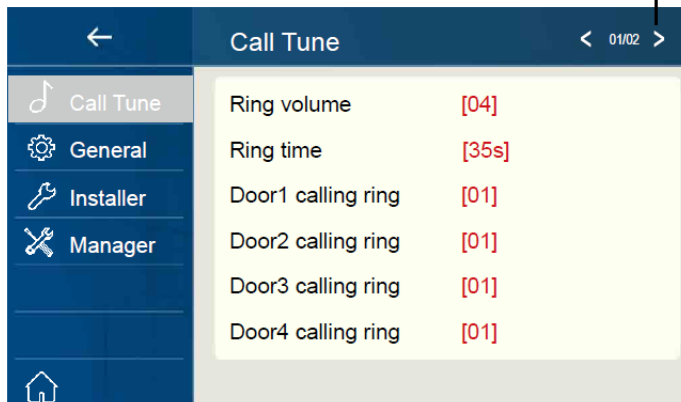 Call Tune
< 01/02 >
Call Tune
General
Installer
Manager
Ring volume [04]
Ring time [35s]
Door1 calling ring [01]
Door2 calling ring [01]
Door3 calling ring [01]
Door4 calling ring [01]